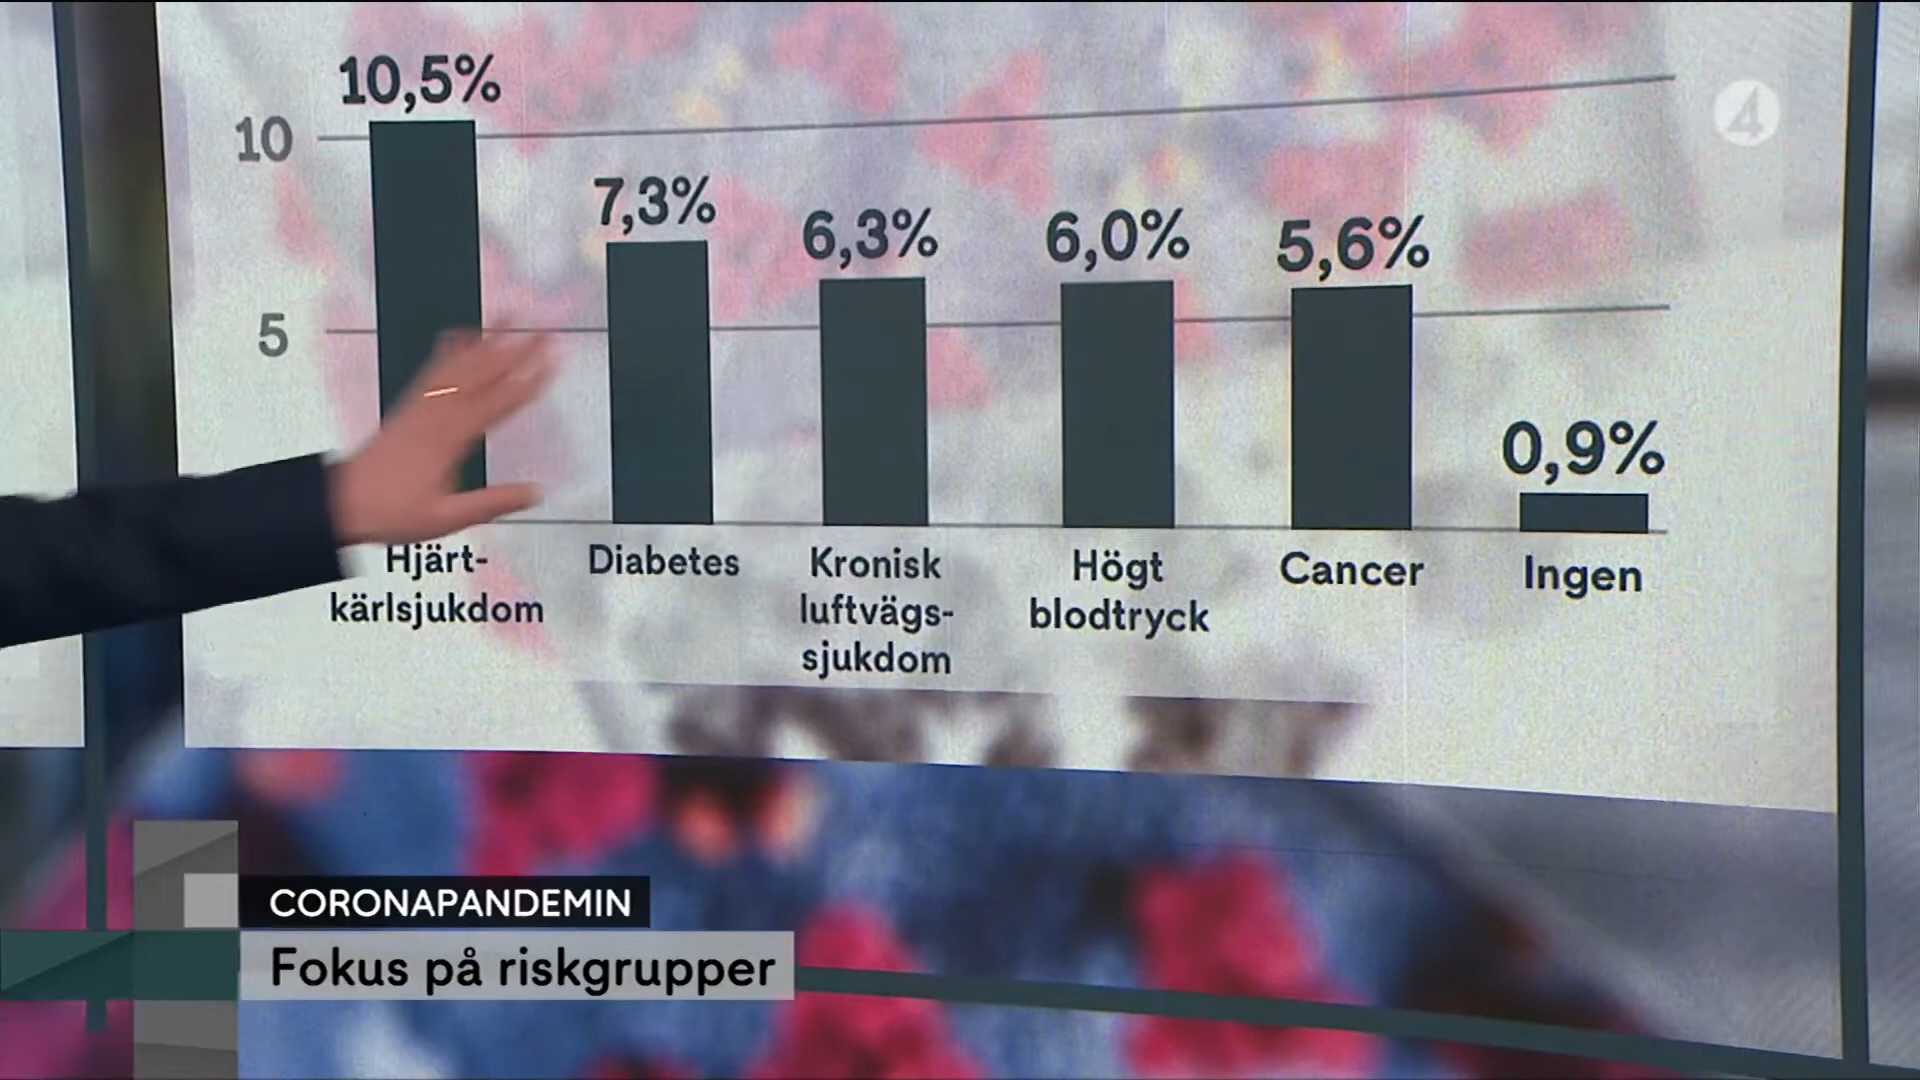 10,5%
10
7,3%
6,3%
6,0%
5,6%
5
0,9%
Hjärt-
kärlsjukdom
Diabetes
Kronisk
luftvägs-
sjukdom
Högt
blodtryck
Cancer
Ingen
4
CORONAPANDEMIN
Fokus på riskgrupper